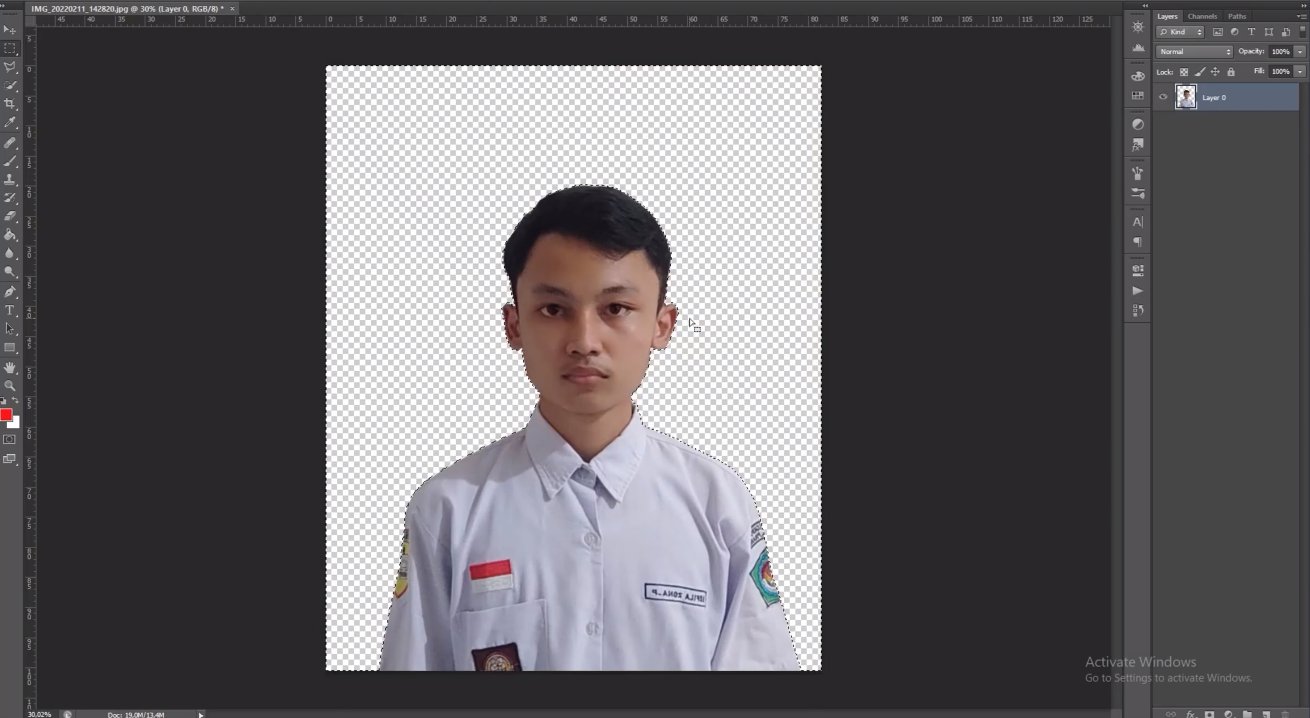 IMG_20220211_142820.jpg @ 30% (Layer 0, RGB/8) * ×
45 40 35 30 25 20 15 10 5 0 5 10 15 20 25 30 35 40 45 50 55 60 65 70 75 80 85 90 95 100 105 110 115 120 125
Layers Channels Paths
Kind
Normal Opacity: 100%
Lock: Fill: 100%
Layer 0
Activate Windows
Go to Settings to activate Windows.
30,02% Doc: 19,0M/13,4M